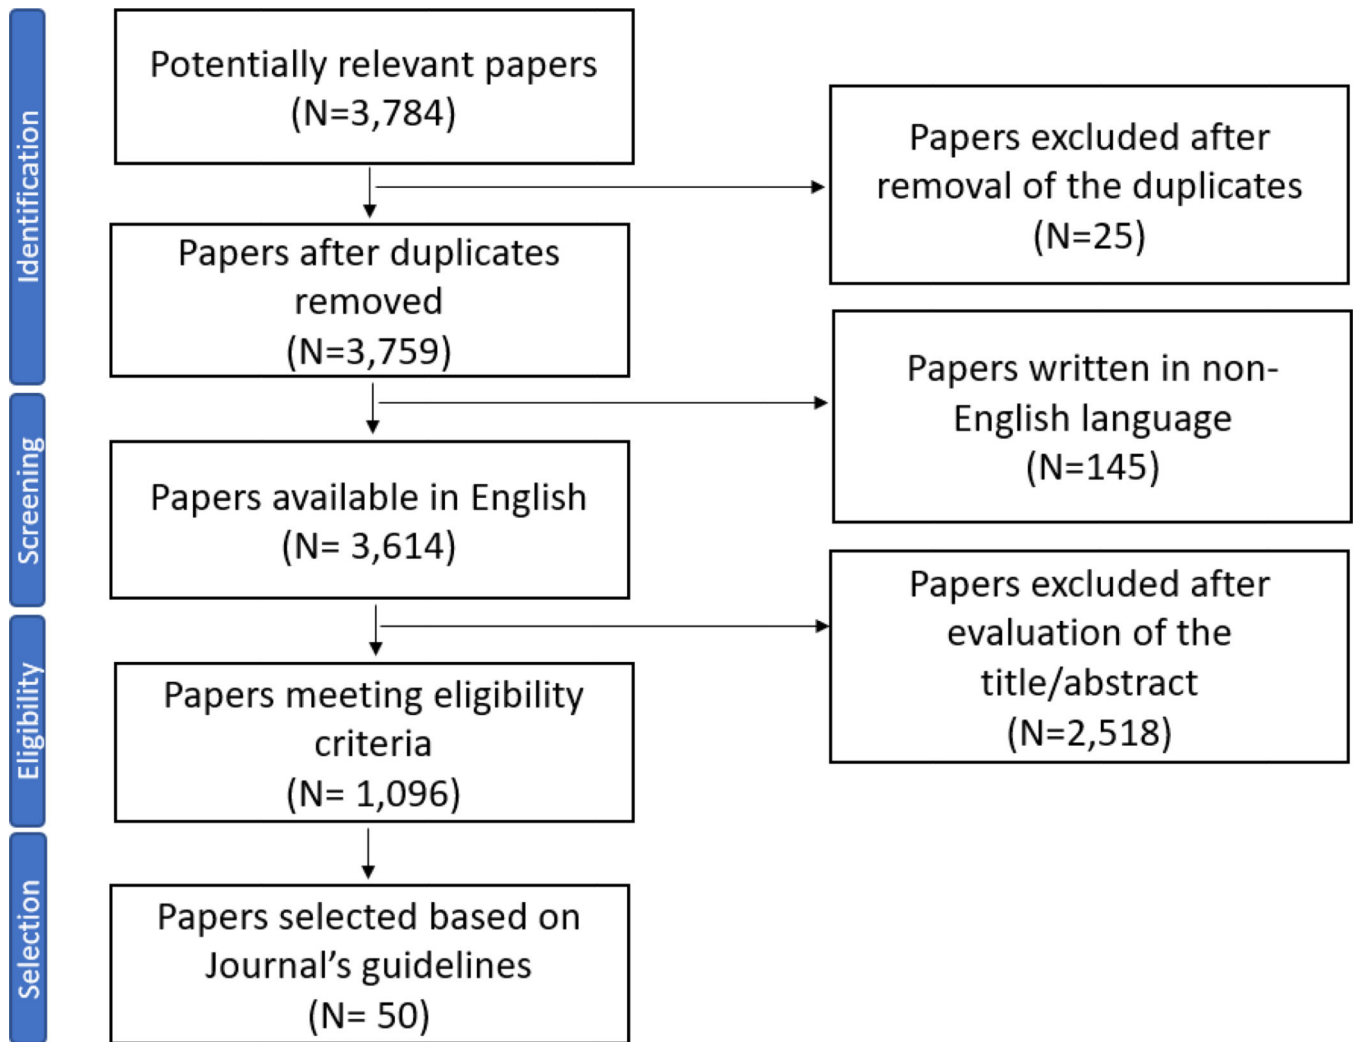 Identification
Potentially relevant papers
(N=3,784)
Papers excluded after
removal of the duplicates
(N=25)
Papers after duplicates
removed
(N=3,759)
Papers written in non-
English language
(N=145)
Screening
Papers available in English
(N= 3,614)
Papers excluded after
evaluation of the
title/abstract
(N=2,518)
Eligibility
Papers meeting eligibility
criteria
(N= 1,096)
Selection
Papers selected based on
Journal’s guidelines
(N= 50)